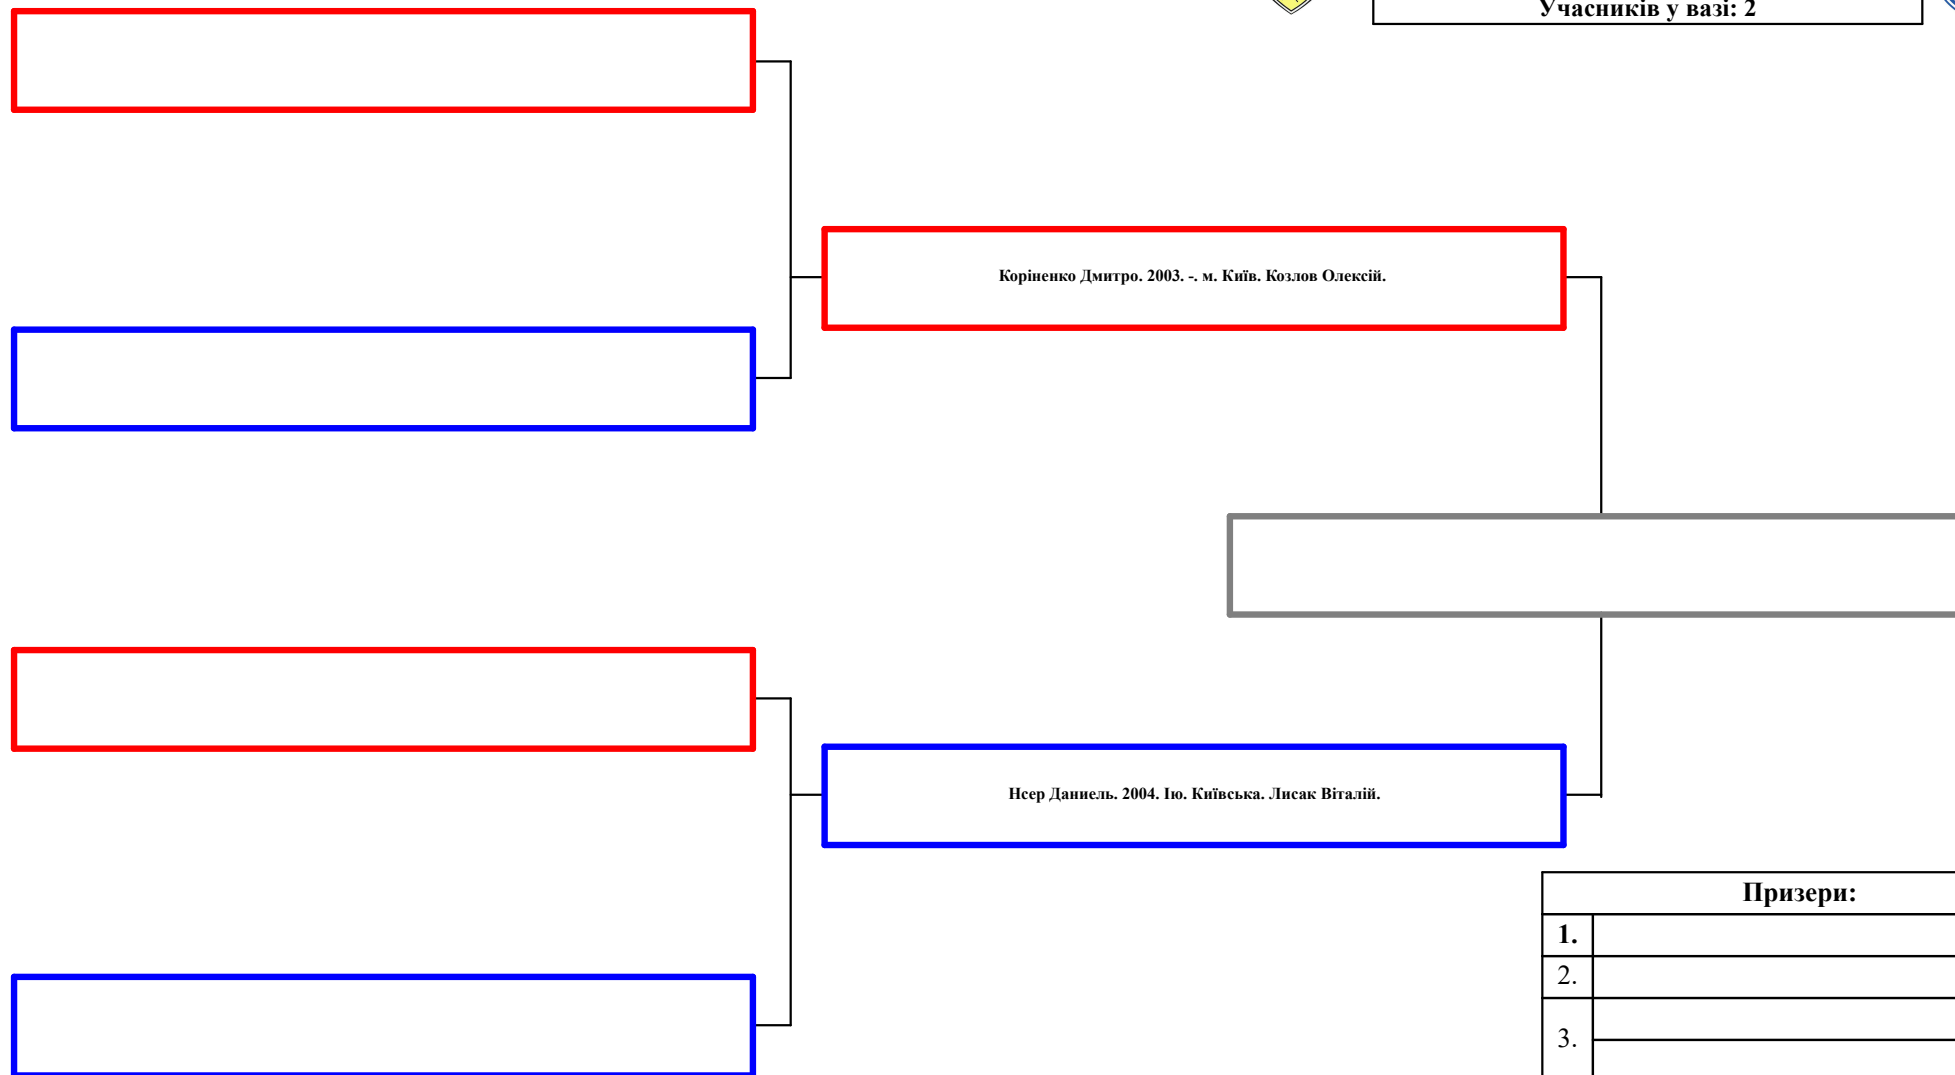 Учасників у вазі: 2
Коріненко Дмитро. 2003. -. м. Київ. Козлов Олексій.
Нсер Даниель. 2004. Ію. Київська. Лисак Віталій.
Призери:
1.
2.
3.